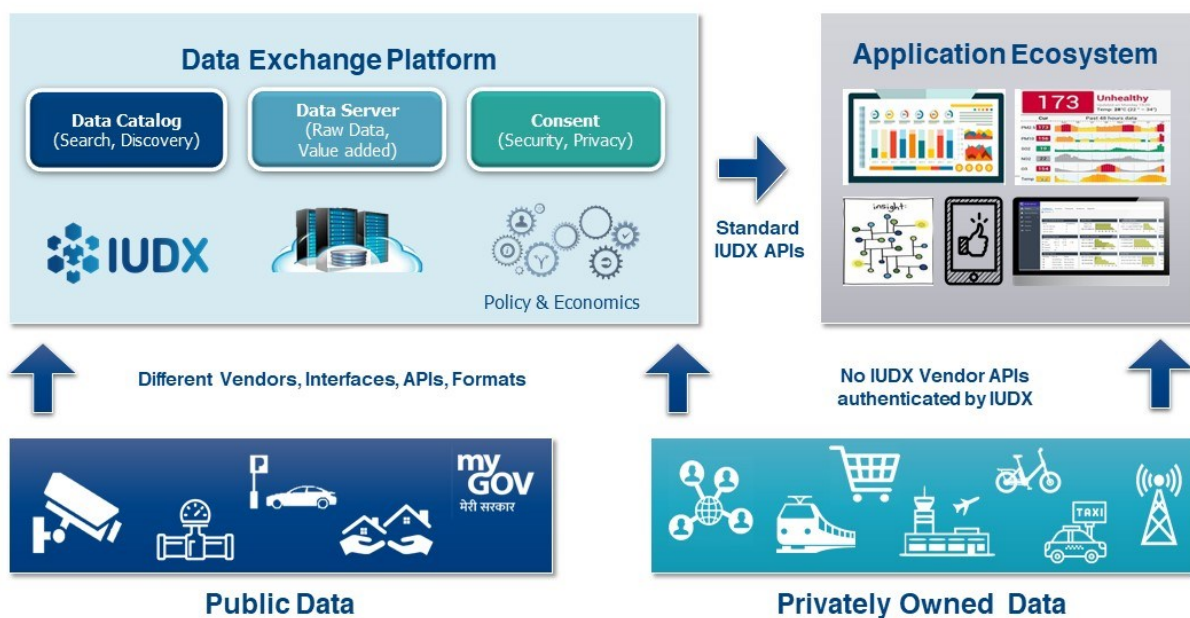 Data Exchange Platform
Data Catalog
(Search, Discovery)
Data Server
(Raw Data,
Value added)
Consent
(Security, Privacy)
IUDX
Policy & Economics
Standard
IUDX APIs
Application Ecosystem
173
Unhealthy
insight:
Different Vendors, Interfaces, APIs, Formats
No IUDX Vendor APIs
authenticated by IUDX
my
GOV
मेरी सरकार
TAXI
P
Public Data
Privately Owned Data